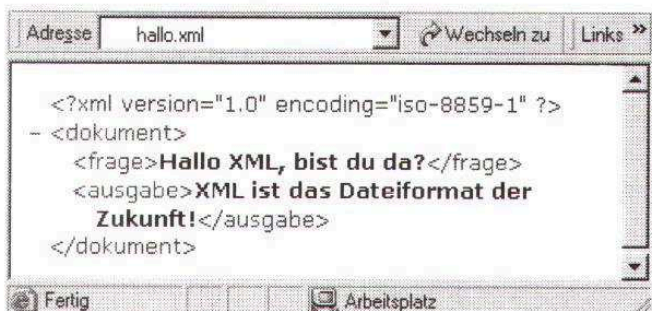 Adresse hallo.xml Wechseln zu Links »
<?xml version="1.0" encoding="iso-8859-1" ?>
– <dokument>
<frage>Hallo XML, bist du da?</frage>
<ausgabe>XML ist das Dateiformat der
Zukunft!</ausgabe>
</dokument>
Fertig Arbeitsplatz